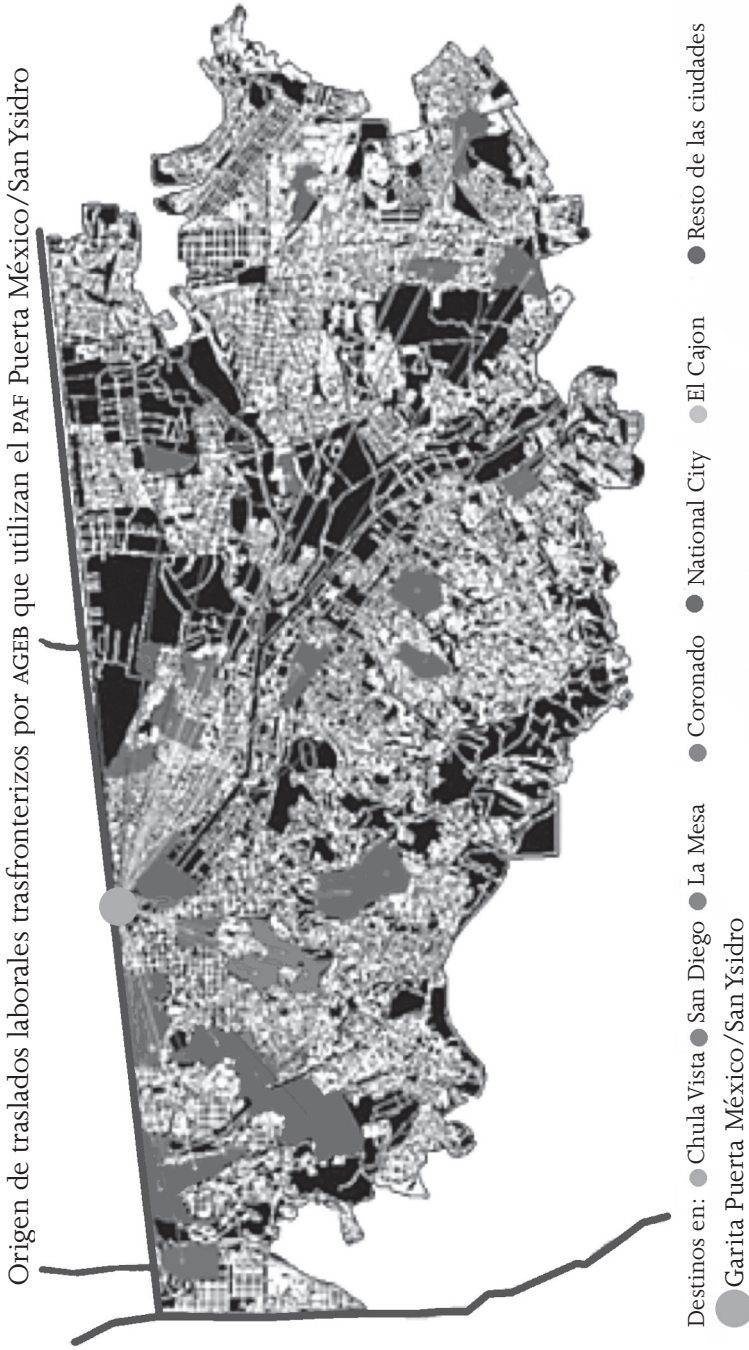 Origen de traslados laborales trasfronterizos por AGEB que utilizan el PAF Puerta México/San Ysidro
Destinos en: Chula Vista San Diego La Mesa Coronado National City El Cajon Resto de las ciudades
Garita Puerta México/San Ysidro